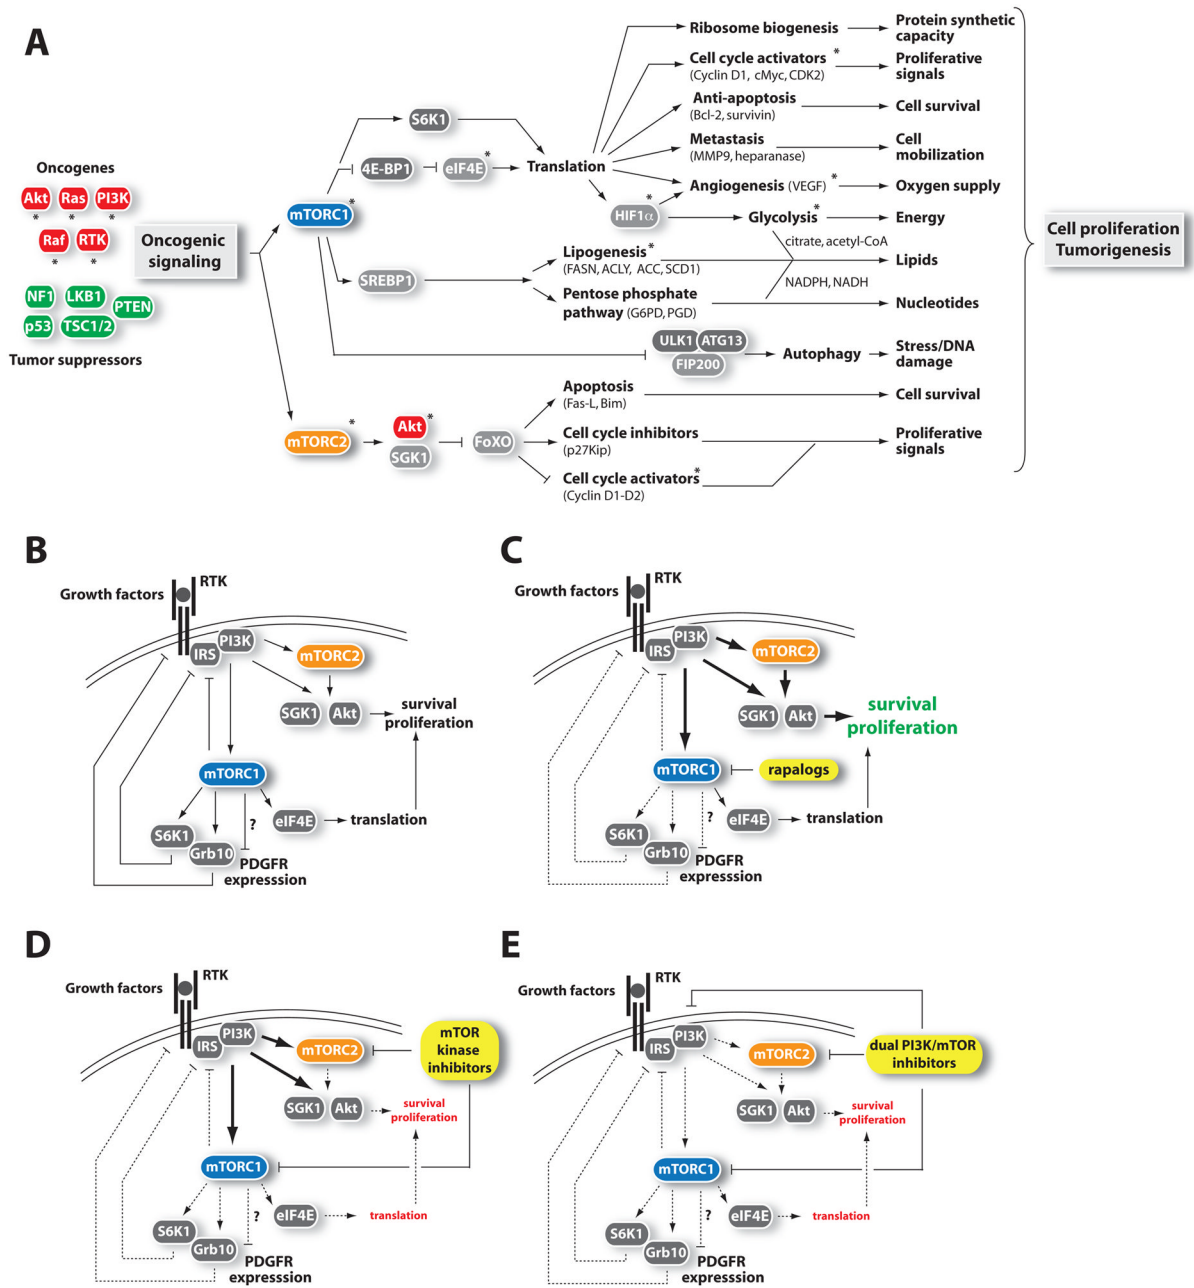 A
Oncogenes
Akt Ras PI3K
* * *
Raf RTK
* *
NF1 LKB1 PTEN
p53 TSC1/2
Tumor suppressors
Oncogenic
signaling
mTORC1 *
S6K1
4E-BP1
eIF4E *
Translation
SREBP1
HIF1α *
Ribosome biogenesis
Protein synthetic
capacity
Cell cycle activators *
(Cyclin D1, cMyc, CDK2)
Proliferative
signals
Anti-apoptosis
(Bcl-2, survivin)
Cell survival
Metastasis
(MMP9, heparanase)
Cell
mobilization
Angiogenesis (VEGF) *
Oxygen supply
Glycolysis *
Energy
citrate, acetyl-CoA
Lipogenesis *
(FASN, ACLY, ACC, SCD1)
Lipids
NADPH, NADH
Pentose phosphate
pathway (G6PD, PGD)
Nucleotides
ULK1 ATG13
FIP200
Autophagy
Stress/DNA
damage
mTORC2 *
Akt *
SGK1
FoXO
Apoptosis
(Fas-L, Bim)
Cell survival
Cell cycle inhibitors
(p27Kip)
Proliferative
signals
Cell cycle activators *
(Cyclin D1-D2)
Cell proliferation
Tumorigenesis
B
RTK
Growth factors
PI3K
IRS
mTORC2
SGK1 Akt
survival
proliferation
mTORC1
S6K1
Grb10
?
eIF4E
translation
PDGFR
expresssion
C
RTK
Growth factors
PI3K
IRS
mTORC2
SGK1 Akt
survival
proliferation
mTORC1
rapalogs
S6K1
Grb10
?
eIF4E
translation
PDGFR
expresssion
D
RTK
Growth factors
PI3K
IRS
mTORC2
mTOR
kinase
inhibitors
SGK1 Akt
survival
proliferation
mTORC1
S6K1
Grb10
?
eIF4E
translation
PDGFR
expresssion
E
RTK
Growth factors
PI3K
IRS
mTORC2
dual PI3K/mTOR
inhibitors
SGK1 Akt
survival
proliferation
mTORC1
S6K1
Grb10
?
eIF4E
translation
PDGFR
expresssion